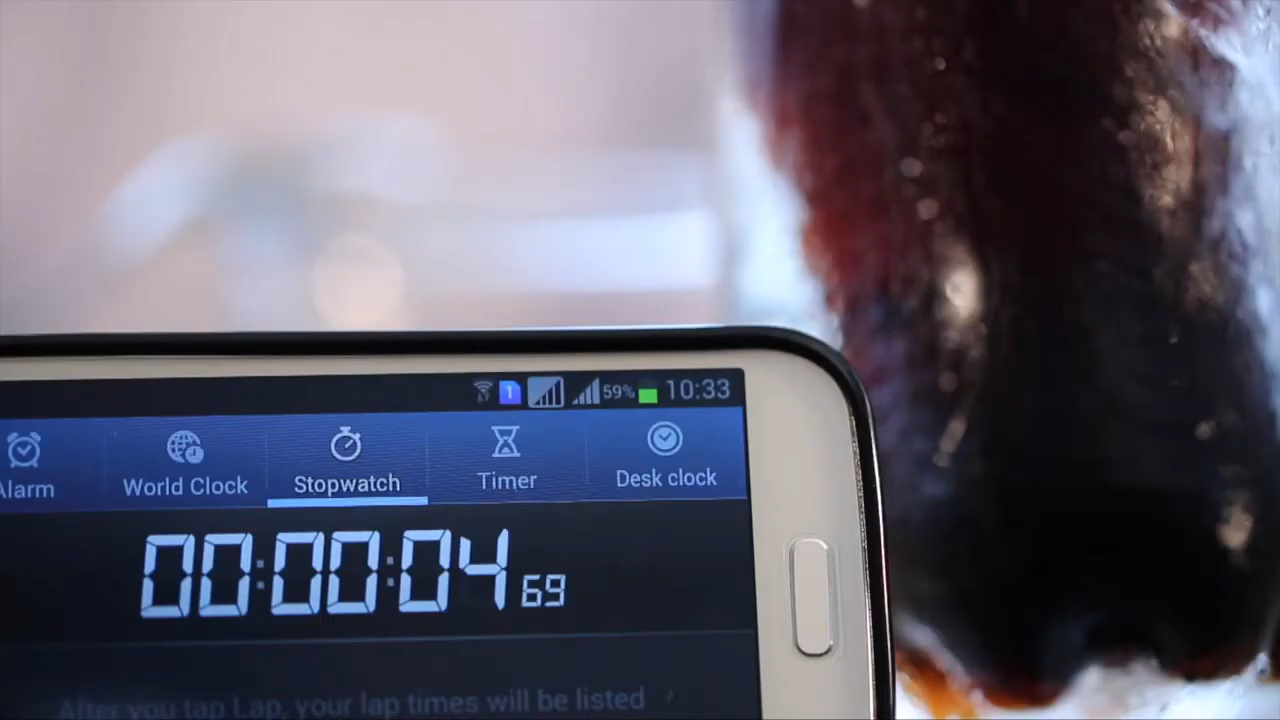 1 59% 10:33
Alarm World Clock Stopwatch Timer Desk clock
00:00:04 69
After you tap Lap, your lap times will be listed